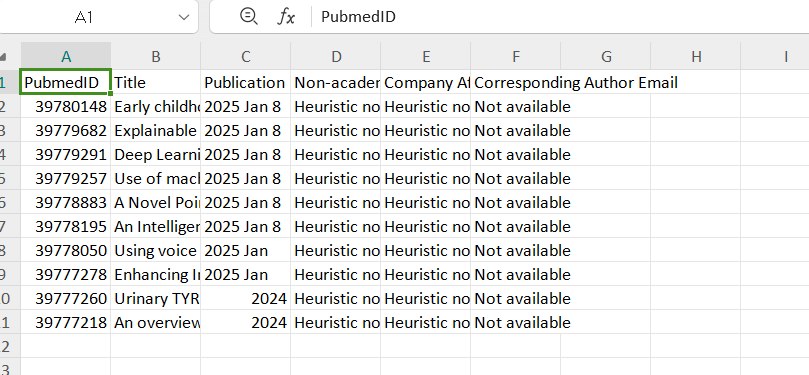 A1 fx PubmedID
A B C D E F G H I
1 PubmedID Title Publication Non-academ Company Af Corresponding Author Email
2 39780148 Early childho 2025 Jan 8 Heuristic no Heuristic no Not available
3 39779682 Explainable 2025 Jan 8 Heuristic no Heuristic no Not available
4 39779291 Deep Learni 2025 Jan 8 Heuristic no Heuristic no Not available
5 39779257 Use of mac 2025 Jan 8 Heuristic no Heuristic no Not available
6 39778883 A Novel Poi 2025 Jan 8 Heuristic no Heuristic no Not available
7 39778195 An Intelliger 2025 Jan 8 Heuristic no Heuristic no Not available
8 39778050 Using voice 2025 Jan Heuristic no Heuristic no Not available
9 39777278 Enhancing I 2025 Jan Heuristic no Heuristic no Not available
10 39777260 Urinary TYR 2024 Heuristic no Heuristic no Not available
11 39777218 An overview 2024 Heuristic no Heuristic no Not available
2
3